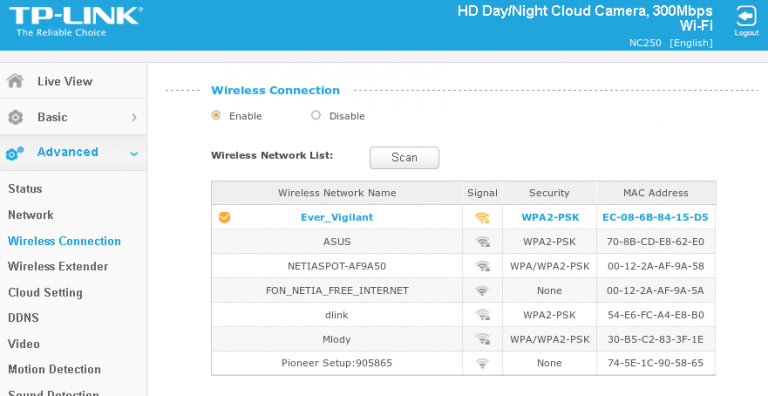 TP-LINK®
The Reliable Choice
HD Day/Night Cloud Camera, 300Mbps
Wi-Fi
NC250 [English]
Logout
Live View
Basic
Advanced
Status
Network
Wireless Connection
Wireless Extender
Cloud Setting
DDNS
Video
Motion Detection
Sound Detection
Wireless Connection
Enable Disable
Wireless Network List: Scan
Wireless Network Name Signal Security MAC Address
Ever_Vigilant WPA2-PSK EC-08-6B-84-15-D5
ASUS WPA2-PSK 70-8B-CD-E8-62-E0
NETIASPOT-AF9A50 WPA/WPA2-PSK 00-12-2A-AF-9A-58
FON_NETIA_FREE_INTERNET None 00-12-2A-AF-9A-5A
dlink WPA2-PSK 54-E6-FC-A4-E8-B0
Mlody WPA/WPA2-PSK 30-B5-C2-83-3F-1E
Pioneer Setup:905865 None 74-5E-1C-90-58-65